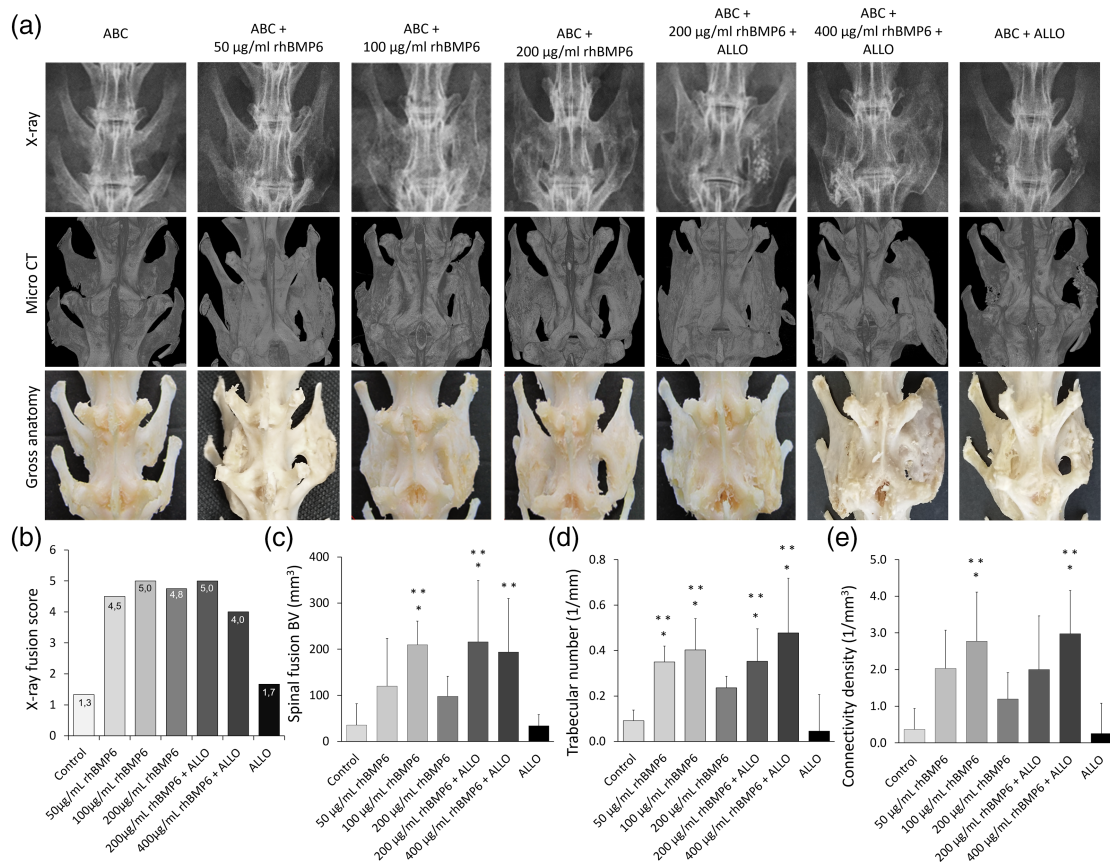 (a)
ABC
ABC +
50 µg/ml rhBMP6
ABC +
100 µg/ml rhBMP6
ABC +
200 µg/ml rhBMP6
ABC +
200 µg/ml rhBMP6 +
ALLO
ABC +
400 µg/ml rhBMP6 +
ALLO
ABC + ALLO
X-ray
Micro CT
Gross anatomy
(b)
X-ray fusion score
6
5
4
3
2
1
0
1,3
4,5
5,0
4,8
5,0
4,0
1,7
Control
50µg/mL rhBMP6
100µg/mL rhBMP6
200µg/mL rhBMP6
200µg/mL rhBMP6 + ALLO
400µg/mL rhBMP6 + ALLO
ALLO
(c)
Spinal fusion BV (mm³)
400
300
200
100
0
* *
*
* *
*
* *
Control
50 µg/mL rhBMP6
100 µg/mL rhBMP6
200 µg/mL rhBMP6
200 µg/mL rhBMP6 + ALLO
400 µg/mL rhBMP6 + ALLO
ALLO
(d)
Trabecular number (1/mm)
0.8
0.6
0.4
0.2
0.0
* *
*
* *
*
* *
*
* *
*
Control
50 µg/mL rhBMP6
100 µg/mL rhBMP6
200 µg/mL rhBMP6
200 µg/mL rhBMP6 + ALLO
400 µg/mL rhBMP6 + ALLO
ALLO
(e)
Connectivity density (1/mm³)
5.0
4.0
3.0
2.0
1.0
0.0
* *
*
* *
*
Control
50 µg/mL rhBMP6
100 µg/mL rhBMP6
200 µg/mL rhBMP6
200 µg/mL rhBMP6 + ALLO
400 µg/mL rhBMP6 + ALLO
ALLO